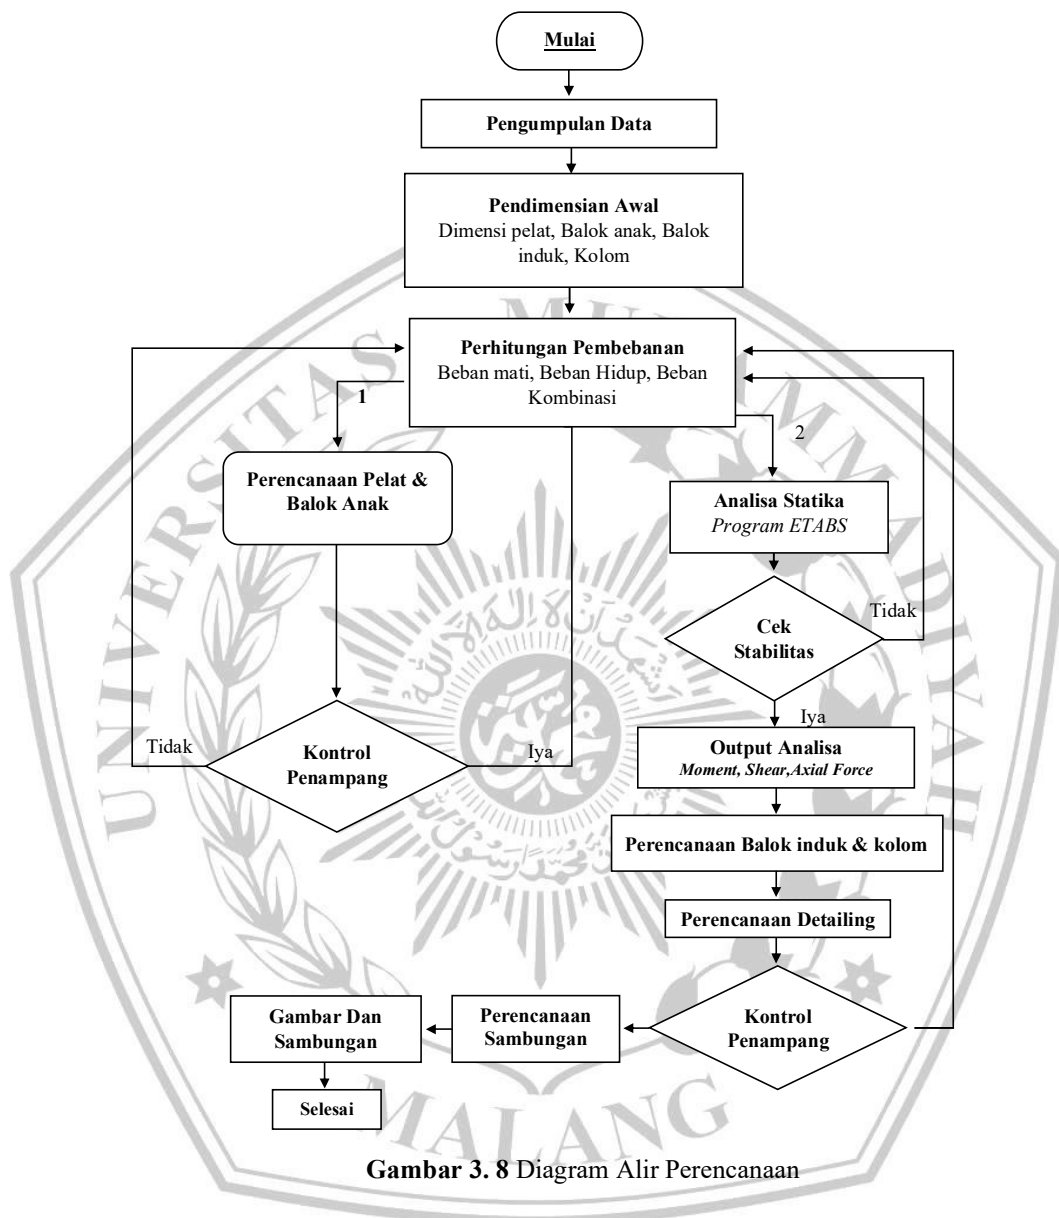 Mulai
Pengumpulan Data
Pendimensian Awal
Dimensi pelat, Balok anak, Balok
induk, Kolom
Perhitungan Pembebanan
Beban mati, Beban Hidup, Beban
Kombinasi
1
2
Perencanaan Pelat &
Balok Anak
Analisa Statika
Program ETABS
Cek
Stabilitas
Tidak
Iya
Kontrol
Penampang
Tidak
Iya
Output Analisa
Moment, Shear,Axial Force
Perencanaan Balok induk & kolom
Perencanaan Detailing
Kontrol
Penampang
Perencanaan
Sambungan
Gambar Dan
Sambungan
Selesai
UNIVERSITAS MUHAMMADIYAH
MALANG
Gambar 3. 8 Diagram Alir Perencanaan